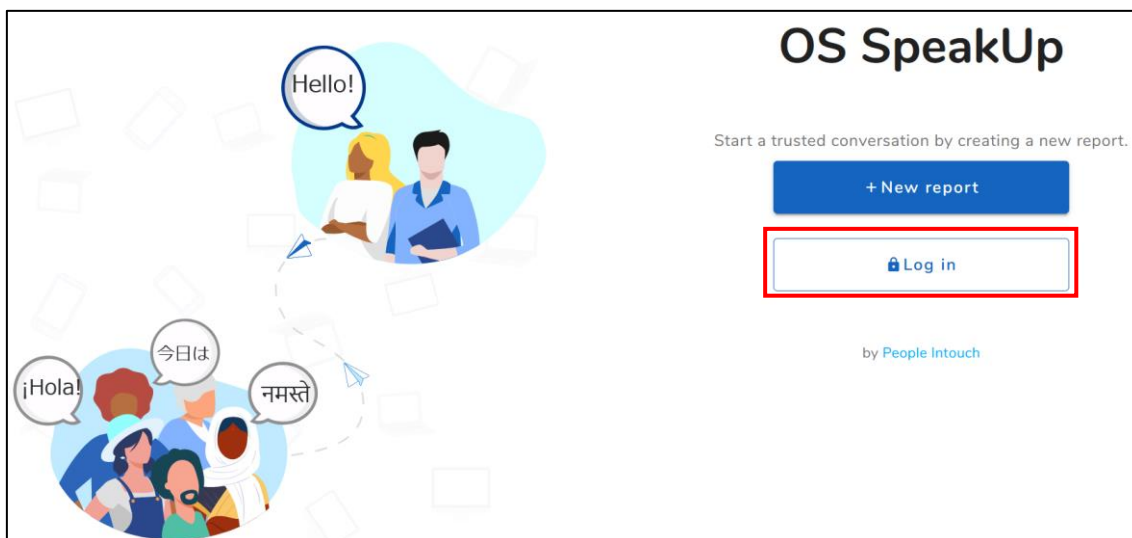 OS SpeakUp
Start a trusted conversation by creating a new report.
+ New report
Log in
by People Intouch
Hello!
今日は
¡Hola!
नमस्ते